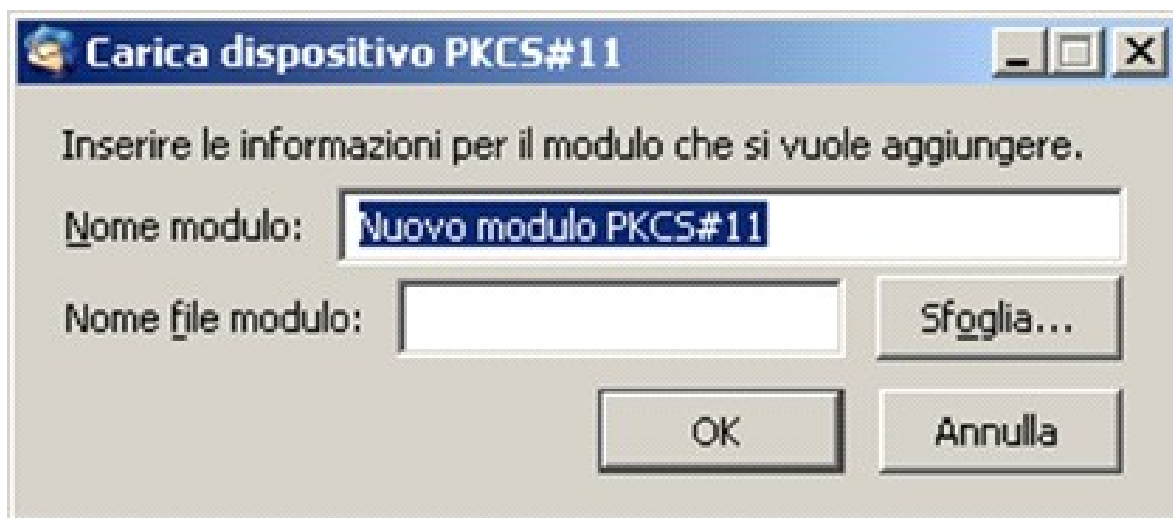 Carica dispositivo PKCS#11
Inserire le informazioni per il modulo che si vuole aggiungere.
Nome modulo: Nuovo modulo PKCS#11
Nome file modulo: Sfoglia...
OK Annulla